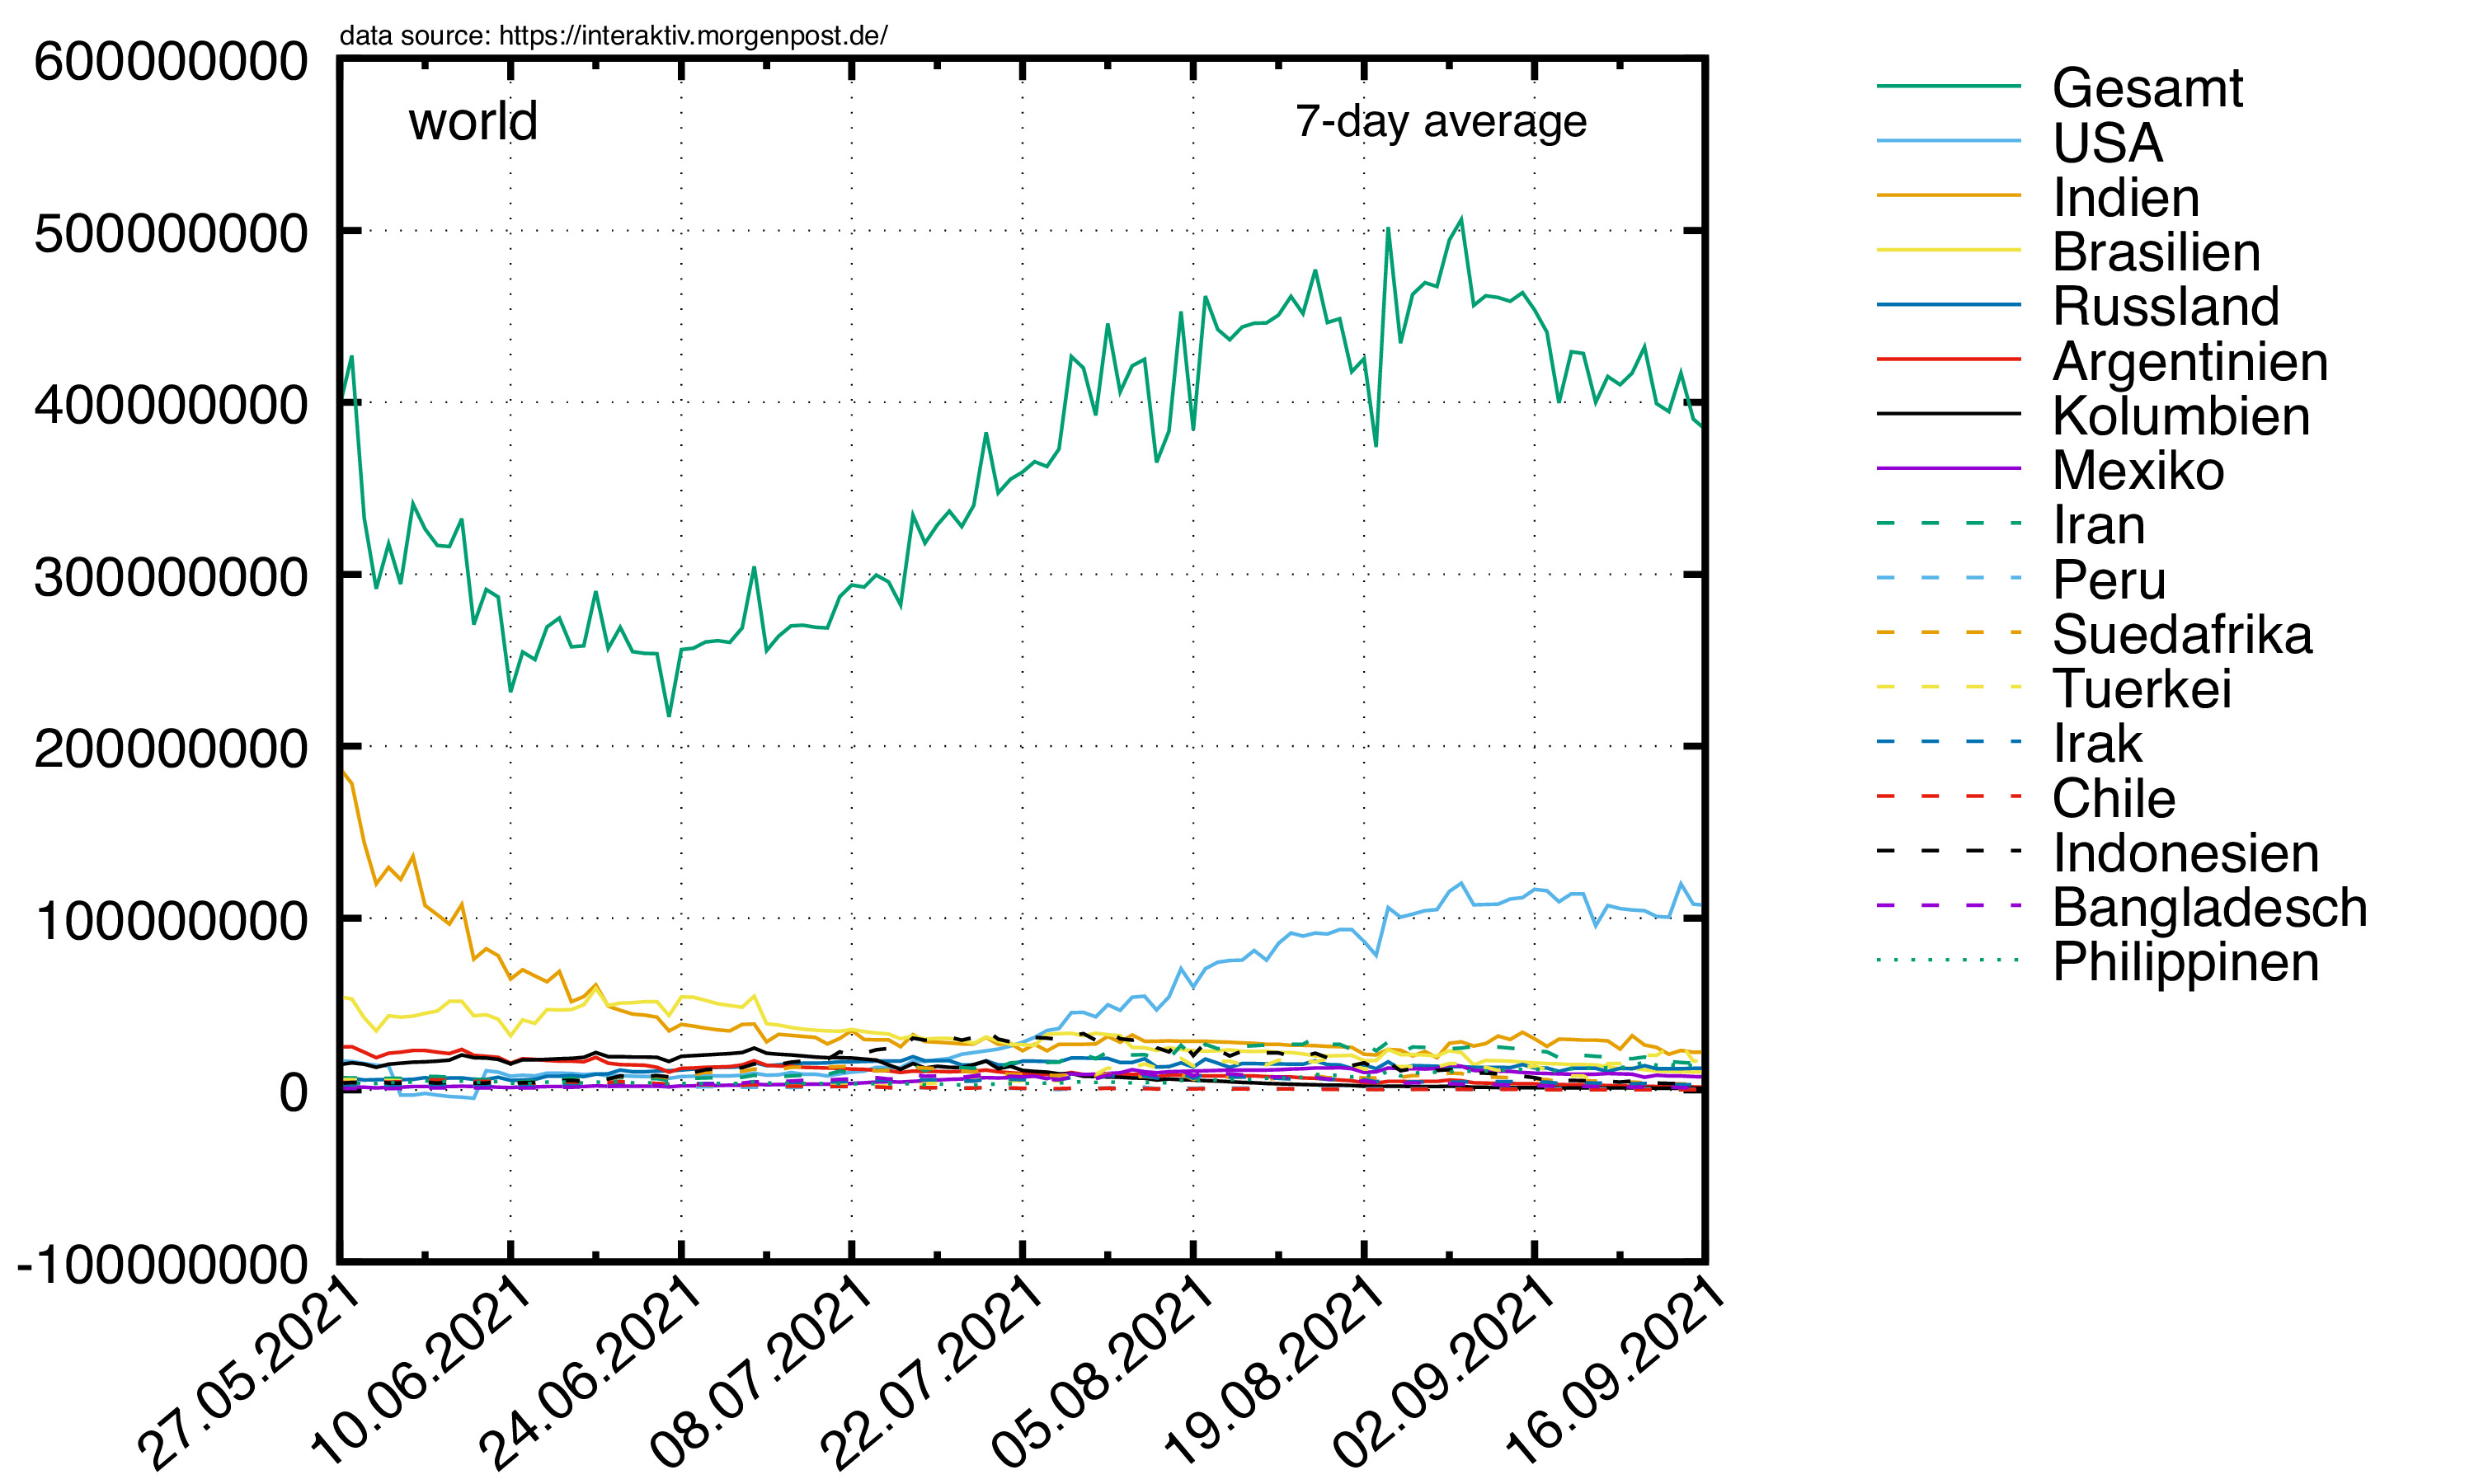 data source: https://interaktiv.morgenpost.de/
600000000
500000000
400000000
300000000
200000000
100000000
0
-100000000
world
7-day average
27.05.2021
10.06.2021
24.06.2021
08.07.2021
22.07.2021
05.08.2021
19.08.2021
02.09.2021
16.09.2021
Gesamt
USA
Indien
Brasilien
Russland
Argentinien
Kolumbien
Mexiko
Iran
Peru
Suedafrika
Tuerkei
Irak
Chile
Indonesien
Bangladesch
Philippinen